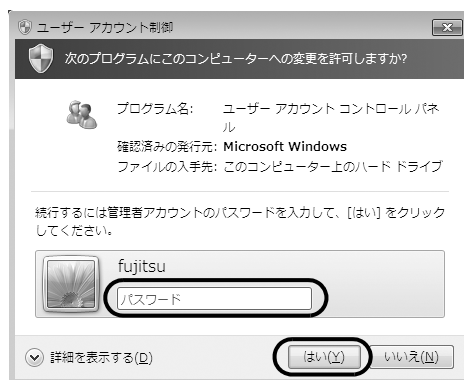 ユーザー アカウント制御
次のプログラムにこのコンピューターへの変更を許可しますか?
プログラム名: ユーザー アカウント コントロール パネ
ル
確認済みの発行元: Microsoft Windows
ファイルの入手先: このコンピューター上のハード ドライブ
続行するには管理者アカウントのパスワードを入力して、[はい] をクリック
してください。
fujitsu
パスワード
詳細を表示する(D)
はい(Y)
いいえ(N)